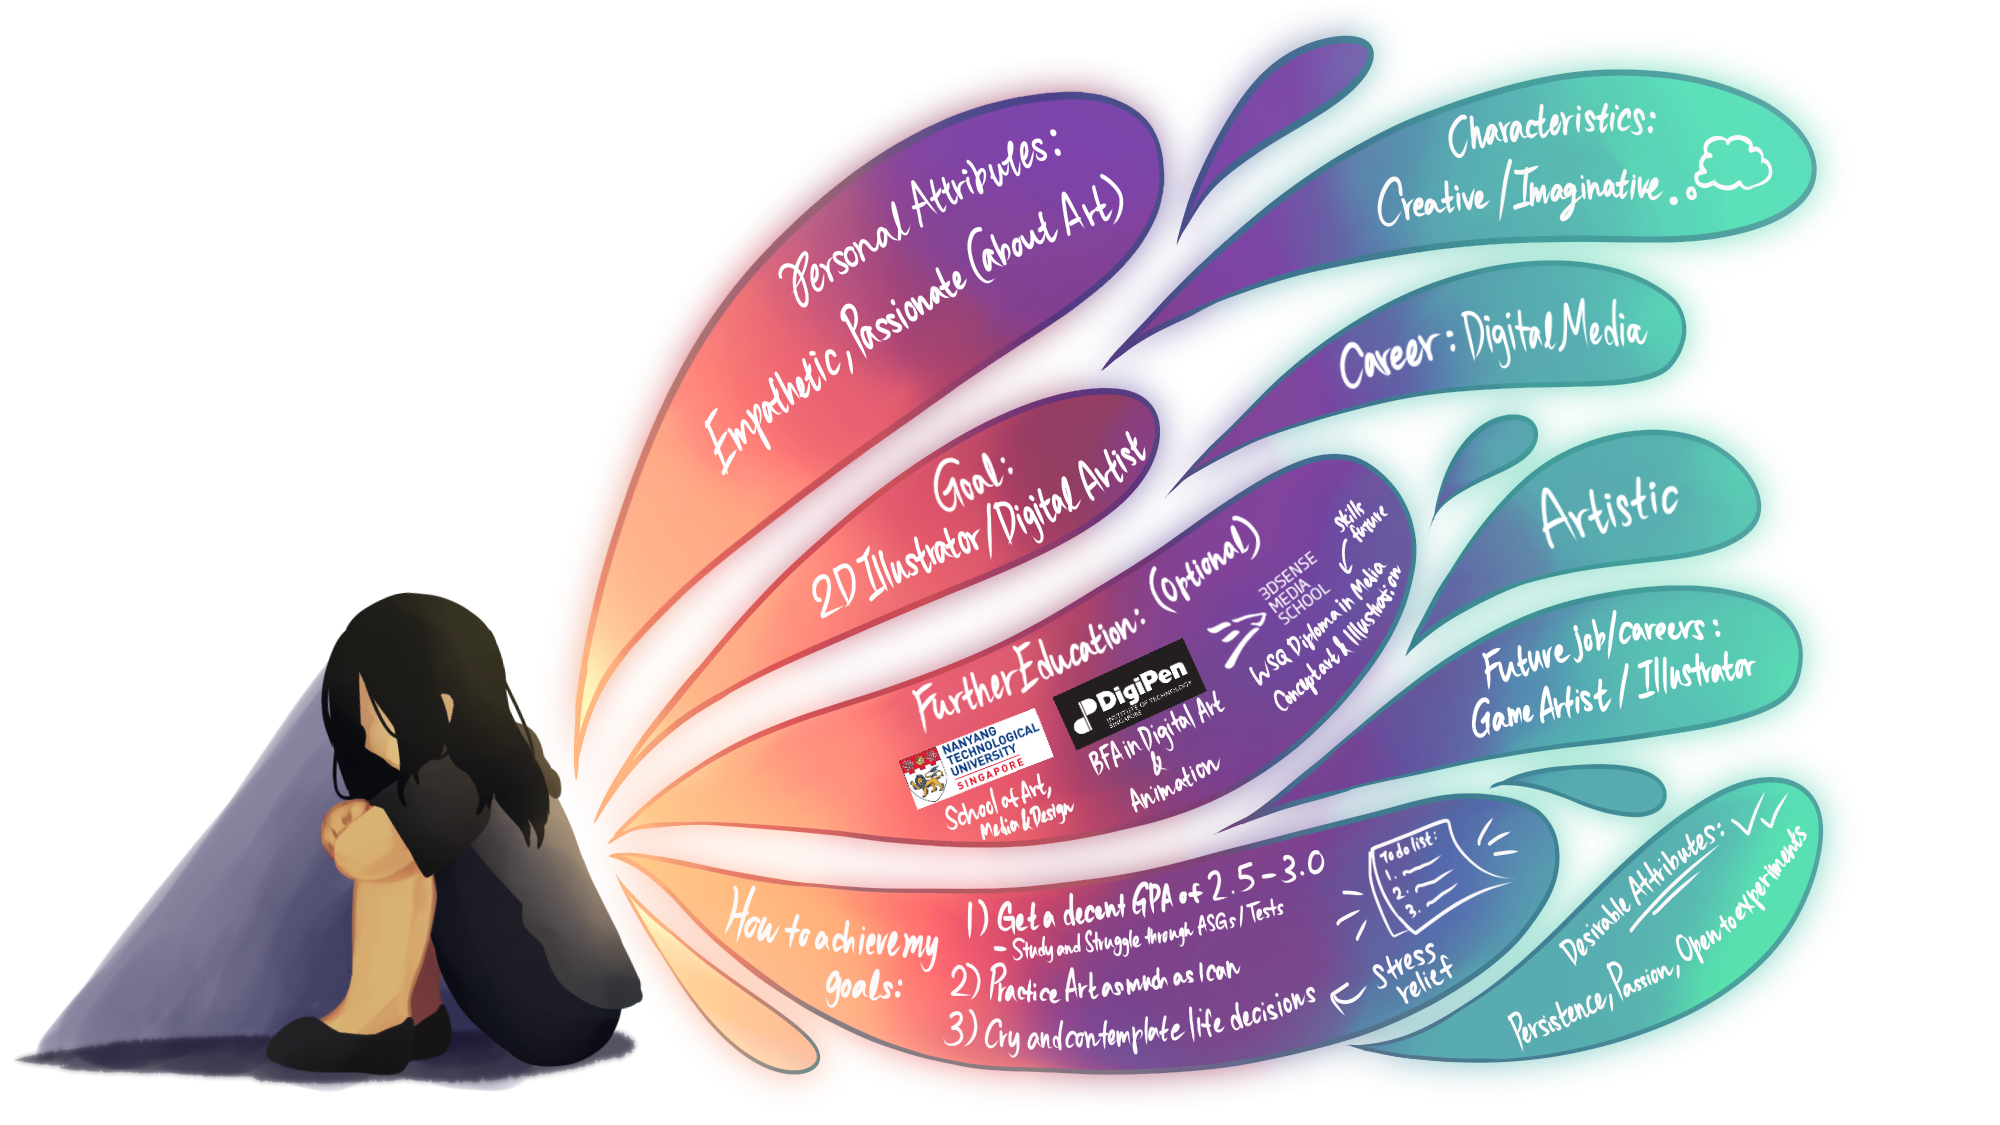 Personal Attributes:
Empathetic, Passionate (about Art)
Goal:
2D Illustrator/Digital Artist
Further Education: (Optional)
NANYANG
TECHNOLOGICAL
UNIVERSITY
SINGAPORE
School of Art,
Media & Design
DigiPen
INSTITUTE OF TECHNOLOGY
SINGAPORE
BFA in Digital Art
&
Animation
3DSENSE
MEDIA
SCHOOL
Skills
future
WSQ Diploma in Media
Concept art & Illustration
How to achieve my
goals:
1) Get a decent GPA of 2.5-3.0
- Study and Struggle through ASGs/Tests
2) Practice Art as much as I can
3) Cry and contemplate life decisions
Stress
relief
To do list:
1.
2.
3.
Characteristics:
Creative/Imaginative
Career: Digital Media
Artistic
Future job/careers:
Game Artist / Illustrator
Desirable Attributes:
Persistence, Passion, Open to experiments